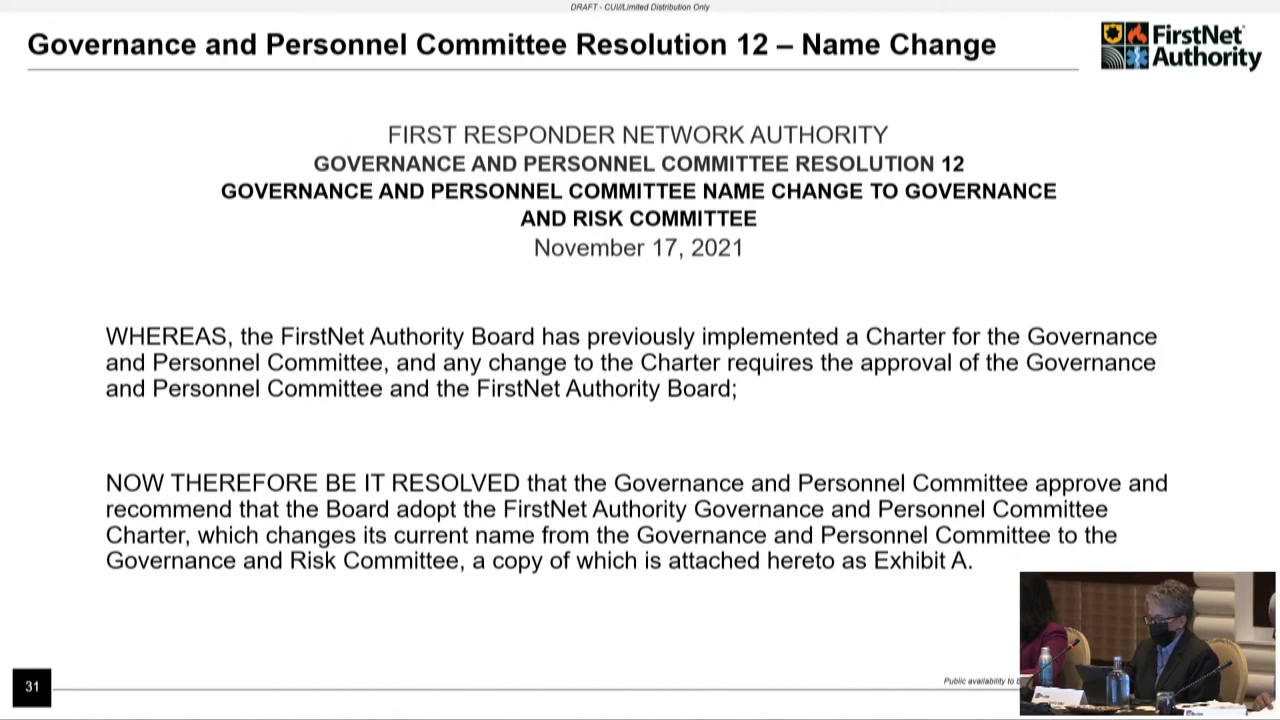 DRAFT - CUI/Limited Distribution Only
Governance and Personnel Committee Resolution 12 – Name Change
FirstNet
Authority
FIRST RESPONDER NETWORK AUTHORITY
GOVERNANCE AND PERSONNEL COMMITTEE RESOLUTION 12
GOVERNANCE AND PERSONNEL COMMITTEE NAME CHANGE TO GOVERNANCE
AND RISK COMMITTEE
November 17, 2021
WHEREAS, the FirstNet Authority Board has previously implemented a Charter for the Governance
and Personnel Committee, and any change to the Charter requires the approval of the Governance
and Personnel Committee and the FirstNet Authority Board;
NOW THEREFORE BE IT RESOLVED that the Governance and Personnel Committee approve and
recommend that the Board adopt the FirstNet Authority Governance and Personnel Committee
Charter, which changes its current name from the Governance and Personnel Committee to the
Governance and Risk Committee, a copy of which is attached hereto as Exhibit A.
31
Public availability to